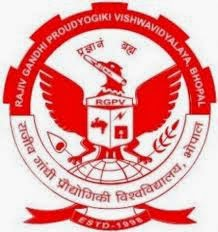 RAJIV GANDHI PROUDYOGIKI VISHWAVIDYALAYA, BHOPAL
प्रज्ञानं ब्रह्म
RGPV
राजीव गांधी प्रौद्योगिकी विश्वविद्यालय, भोपाल
ESTD-1998